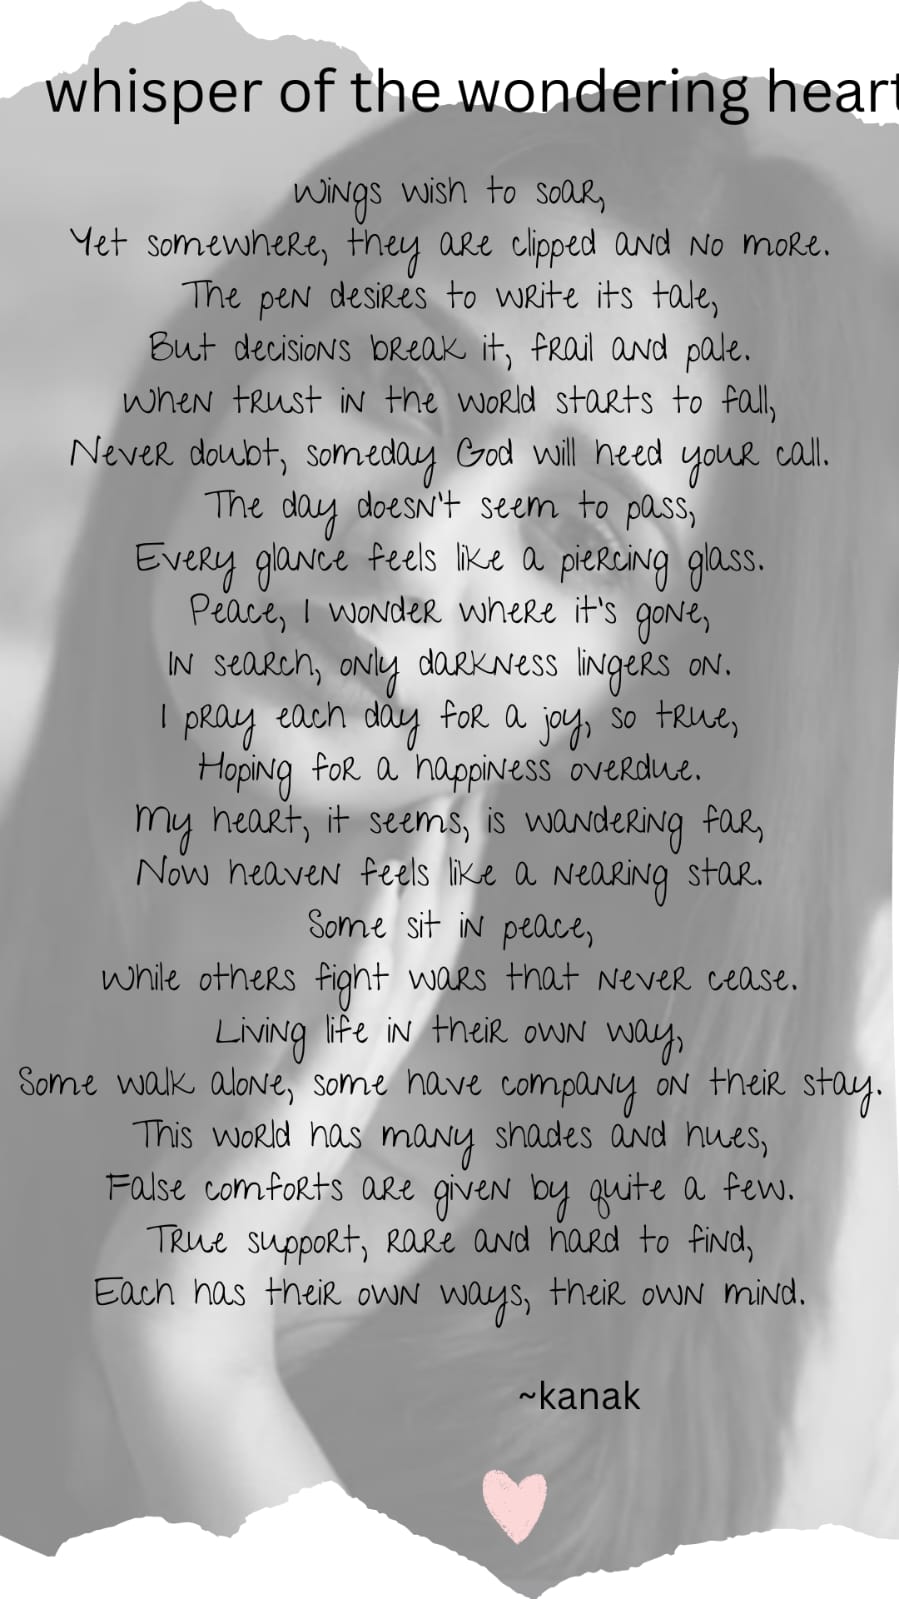 whisper of the wondering heart
Wings wish to soar,
Yet somewhere, they are clipped and no more.
The pen desires to write its tale,
But decisions break it, frail and pale.
When trust in the world starts to fall,
Never doubt, someday God will heed your call.
The day doesn't seem to pass,
Every glance feels like a piercing glass.
Peace, I wonder where it's gone,
In search, only darkness lingers on.
I pray each day for a joy, so true,
Hoping for a happiness overdue.
My heart, it seems, is wandering far,
Now heaven feels like a nearing star.
Some sit in peace,
While others fight wars that never cease.
Living life in their own way,
Some walk alone, some have company on their stay.
This world has many shades and hues,
False comforts are given by quite a few.
True support, rare and hard to find,
Each has their own ways, their own mind.
~kanak